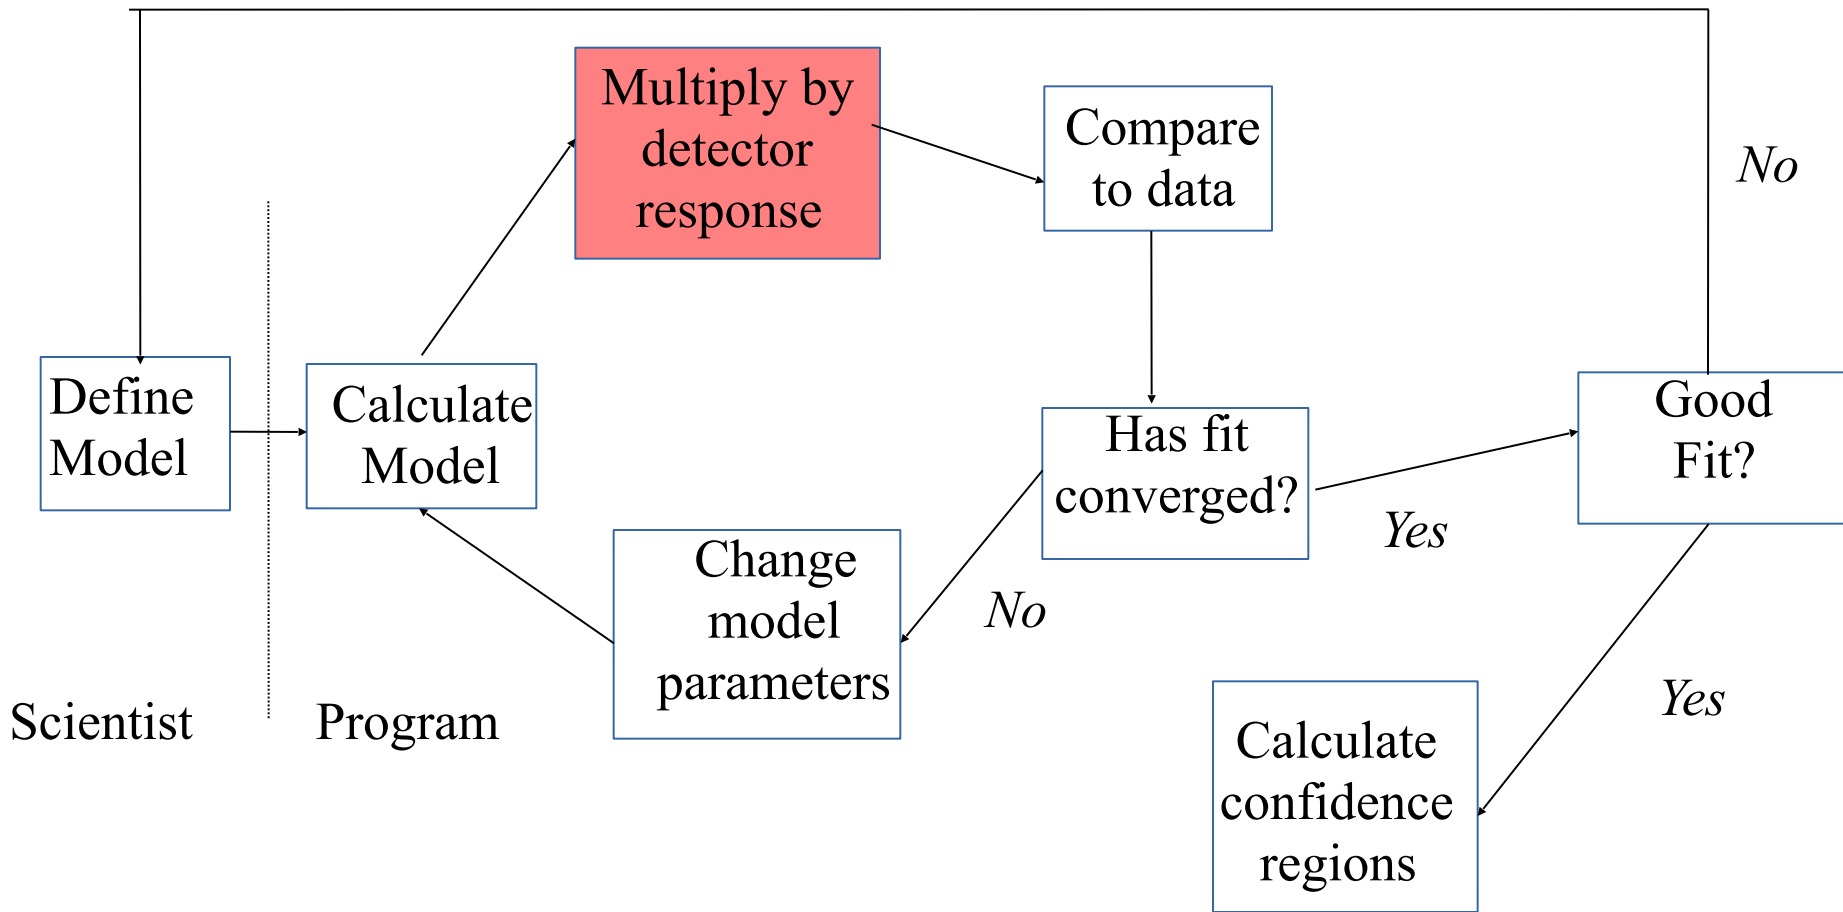 Multiply by
detector
response
Compare
to data
No
Define
Model
Calculate
Model
Has fit
converged?
Good
Fit?
Yes
Change
model
parameters
No
Yes
Scientist
Program
Calculate
confidence
regions